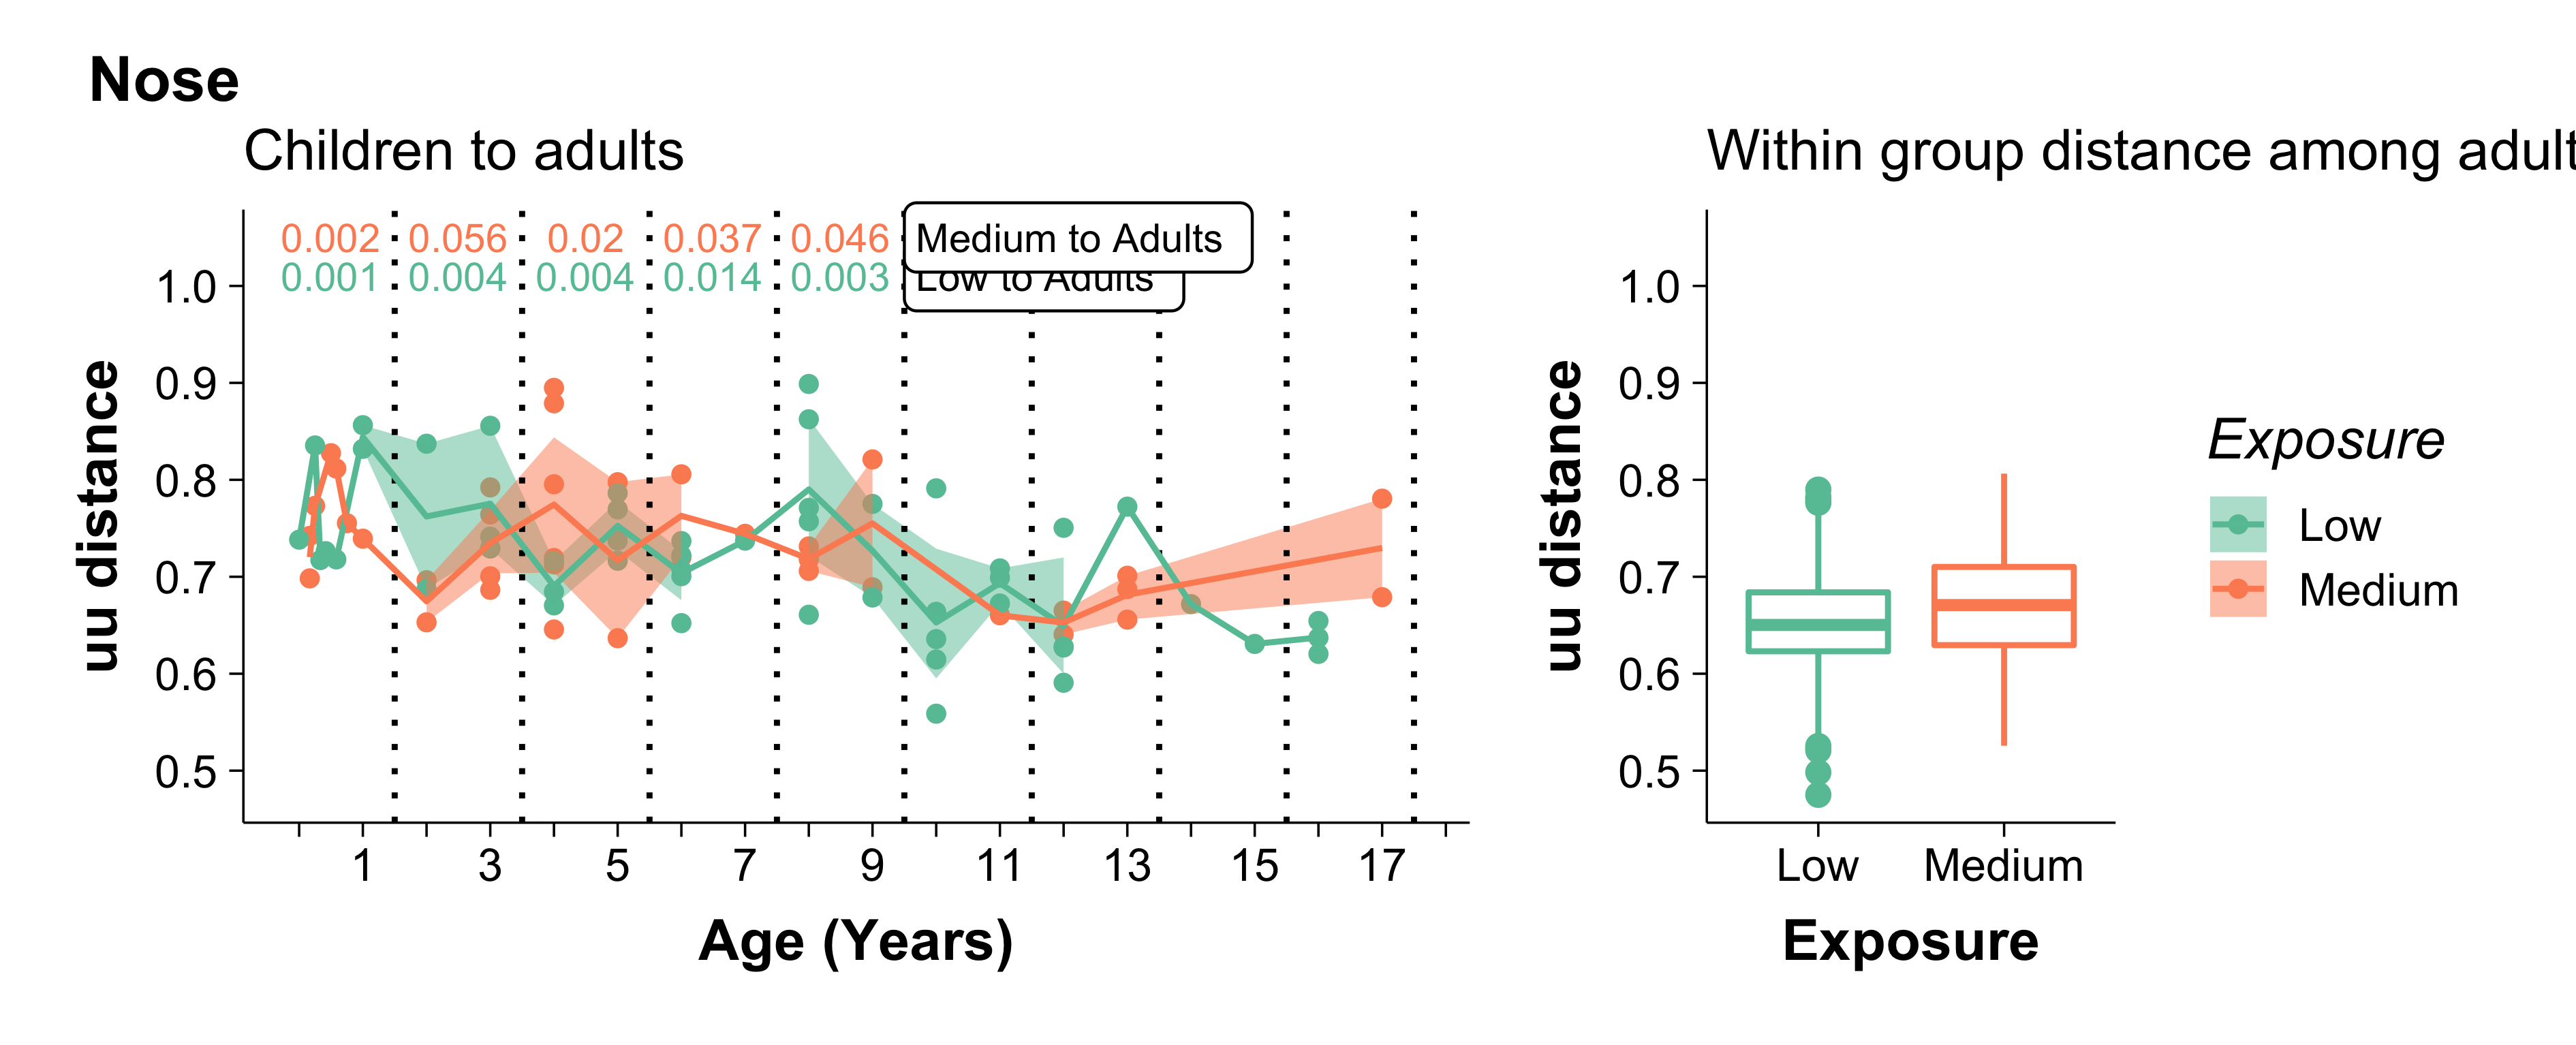 Nose
Children to adults
0.002 0.056 0.02 0.037 0.046 Medium to Adults
0.001 0.004 0.004 0.014 0.003 Low to Adults
1.0
0.9
0.8
0.7
0.6
0.5
uu distance
1 3 5 7 9 11 13 15 17
Age (Years)
Within group distance among adult
1.0
0.9
0.8
0.7
0.6
0.5
uu distance
Low Medium
Exposure
Exposure
Low
Medium